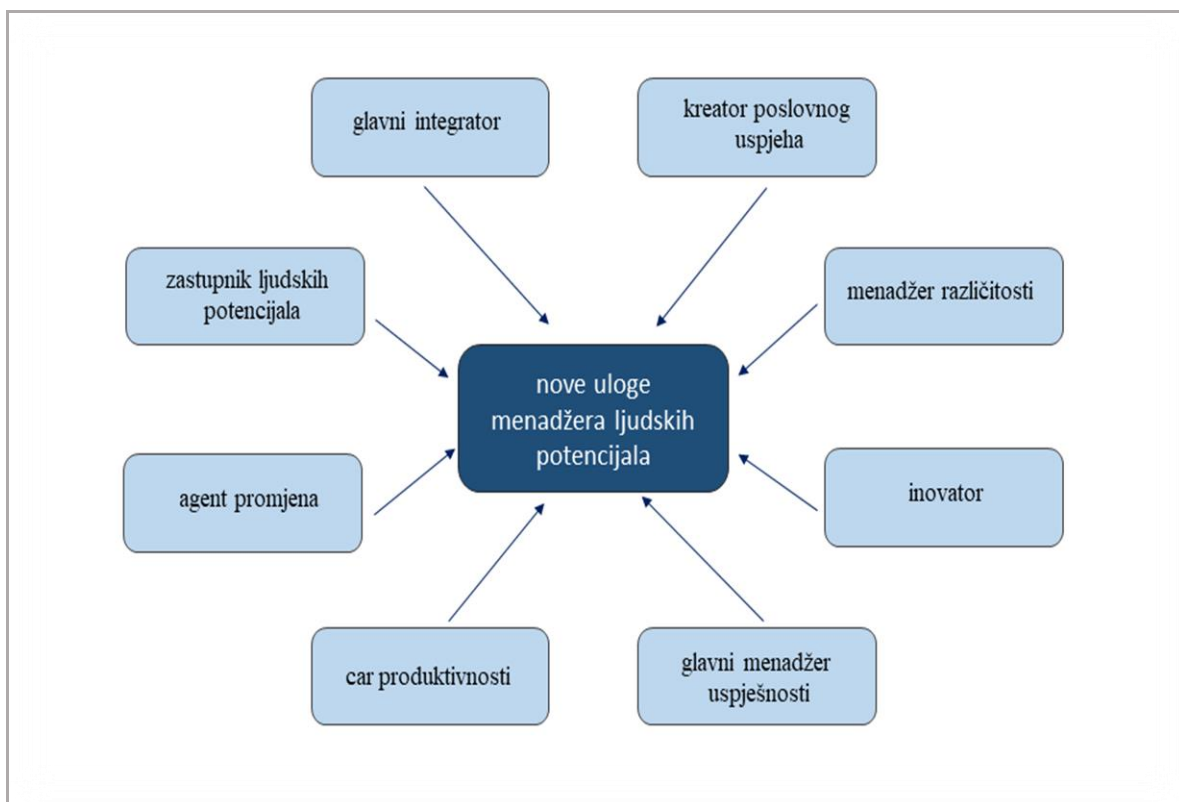 glavni integrator
kreator poslovnog
uspjeha
zastupnik ljudskih
potencijala
menadžer različitosti
nove uloge
menadžera ljudskih
potencijala
agent promjena
inovator
car produktivnosti
glavni menadžer
uspješnosti